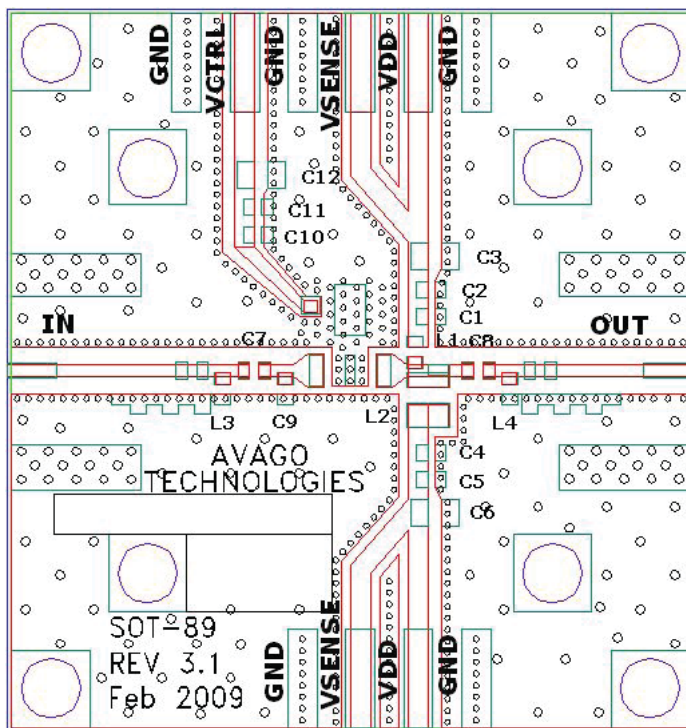 GND
VCTRL
GND
VSENSE
VDD
GND
C12
C11
C10
C3
C2
C1
IN
C7
L1 C8
OUT
L3
C9
L2
L4
AVAGO
TECHNOLOGIES
C4
C5
C6
SOT-89
REV 3.1
Feb 2009
GND
VSENSE
VDD
GND